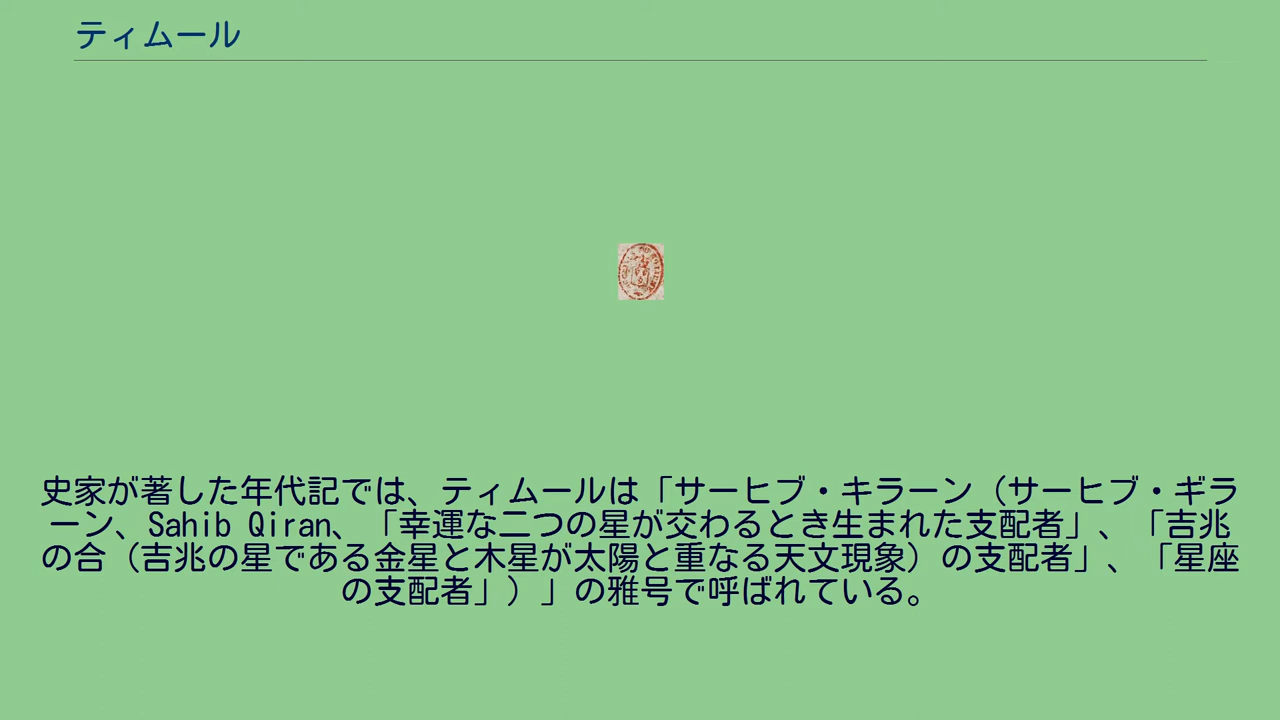 ティムール
史家が著した年代記では、ティムールは「サーヒブ・キラーン（サーヒブ・ギラ
ーン、Sahib Qiran、「幸運な二つの星が交わるとき生まれた支配者」、「吉兆
の合（吉兆の星である金星と木星が太陽と重なる天文現象）の支配者」、「星座
の支配者」）」の雅号で呼ばれている。